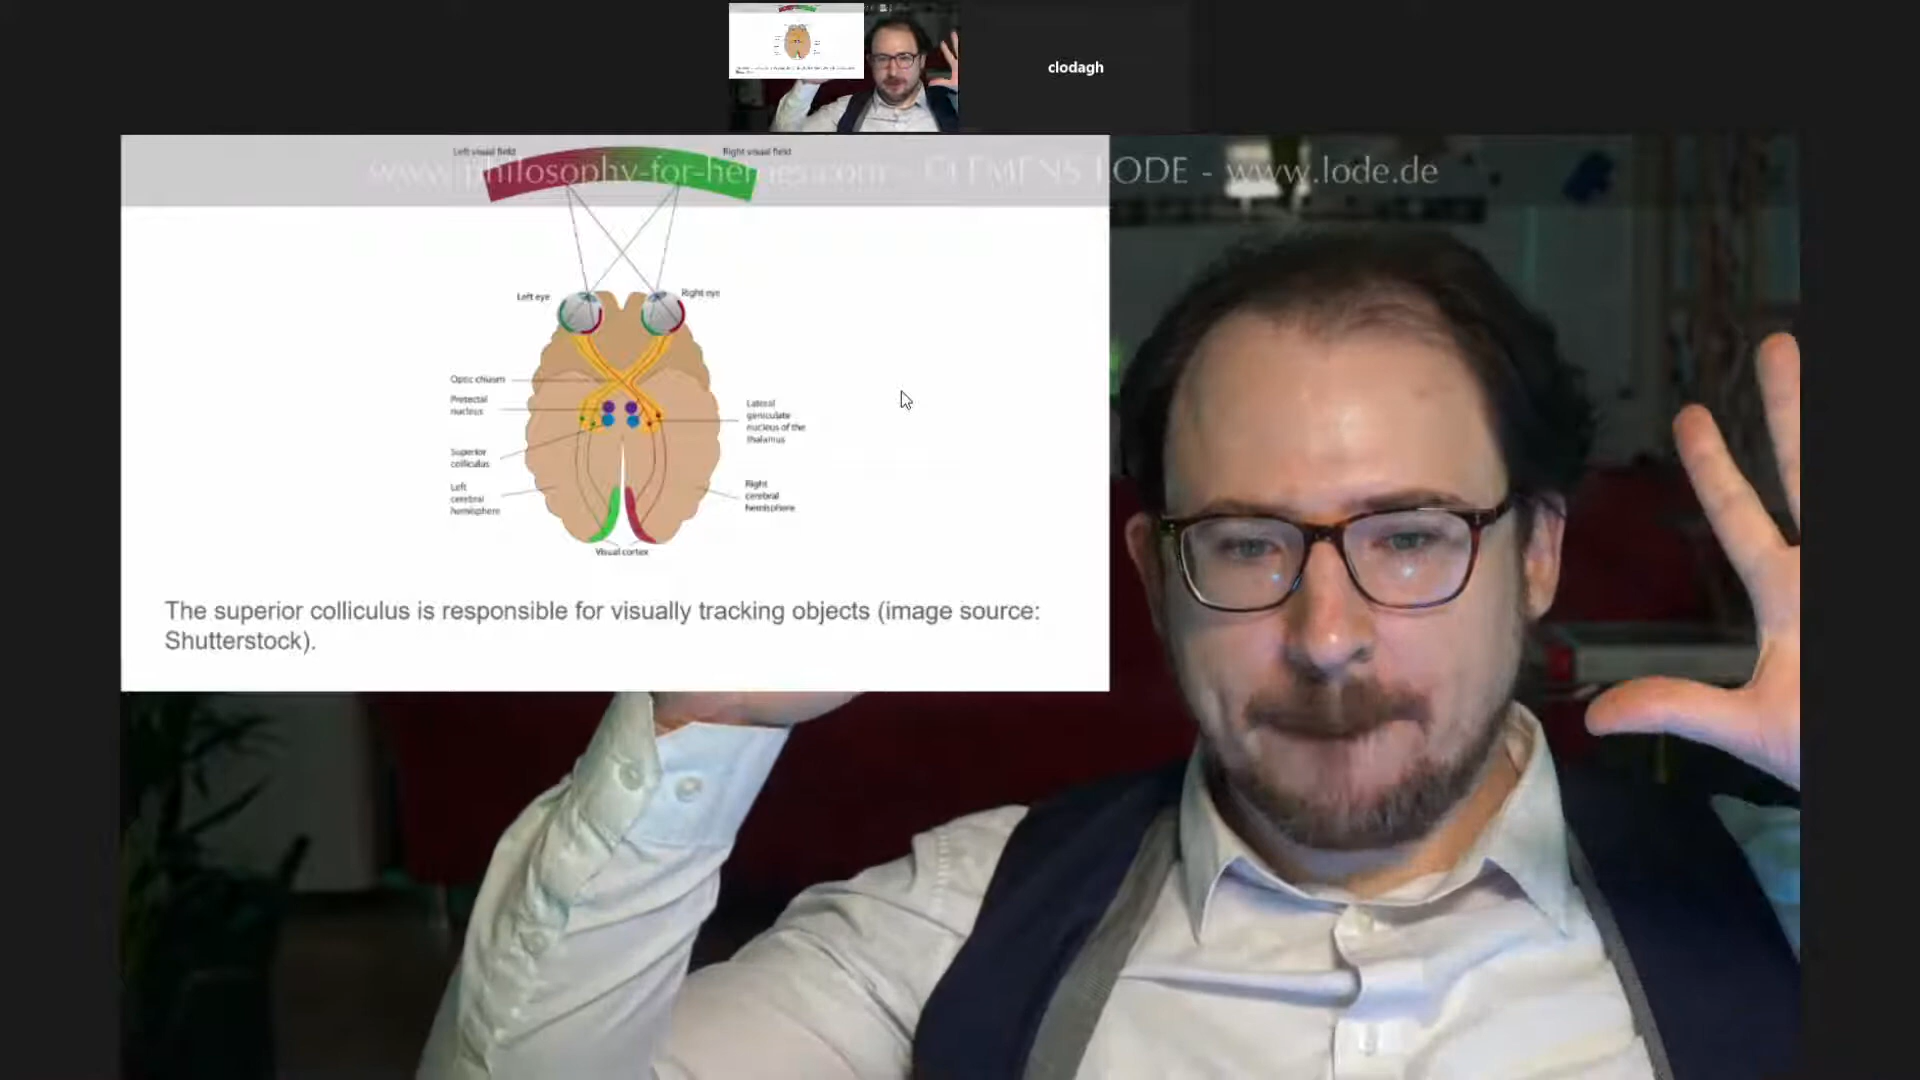 clodagh
www.philosophy-for-heroes.com - CLEMENS LODE - www.lode.de
Left visual field
Right visual field
Left eye
Right eye
Optic chiasm
Pretectal
nucleus
Lateral
geniculate
nucleus of the
thalamus
Superior
colliculus
Left
cerebral
hemisphere
Right
cerebral
hemisphere
Visual cortex
The superior colliculus is responsible for visually tracking objects (image source:
Shutterstock).